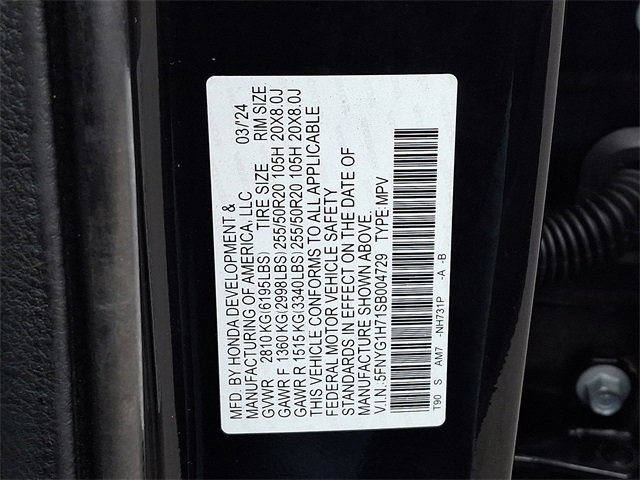 MFD. BY HONDA DEVELOPMENT &
MANUFACTURING OF AMERICA, LLC 03/'24
GVWR 2810 KG(6195LBS) TIRE SIZE RIM SIZE
GAWR F 1360 KG(2998LBS) 255/50R20 105H 20X8.0J
GAWR R 1515 KG(3340LBS) 255/50R20 105H 20X8.0J
THIS VEHICLE CONFORMS TO ALL APPLICABLE
FEDERAL MOTOR VEHICLE SAFETY
STANDARDS IN EFFECT ON THE DATE OF
MANUFACTURE SHOWN ABOVE.
V.I.N. 5FNYG1H71SB004729 TYPE: MPV
T90 S AM7 -NH731P -A -B